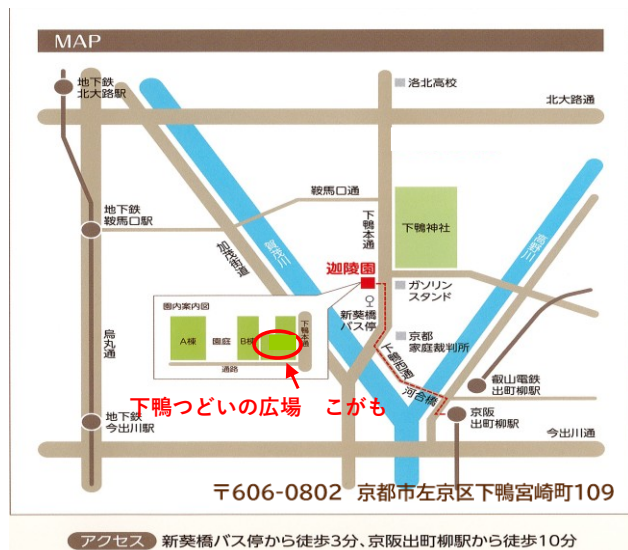 MAP
地下鉄
北大路駅
洛北高校
北大路通
鞍馬口通
地下鉄
鞍馬口駅
加茂街道
賀茂川
下鴨本通
下鴨神社
高野川
迦陵園
ガソリン
スタンド
新葵橋
バス停
園内案内図
A棟
園庭
B棟
下鴨本通
通路
烏丸通
京都
家庭裁判所
下鴨西通
河合橋
叡山電鉄
出町柳駅
京阪
出町柳駅
下鴨つどいの広場 こがも
地下鉄
今出川駅
今出川通
〒606-0802 京都市左京区下鴨宮崎町109
アクセス 新葵橋バス停から徒歩3分、京阪出町柳駅から徒歩10分